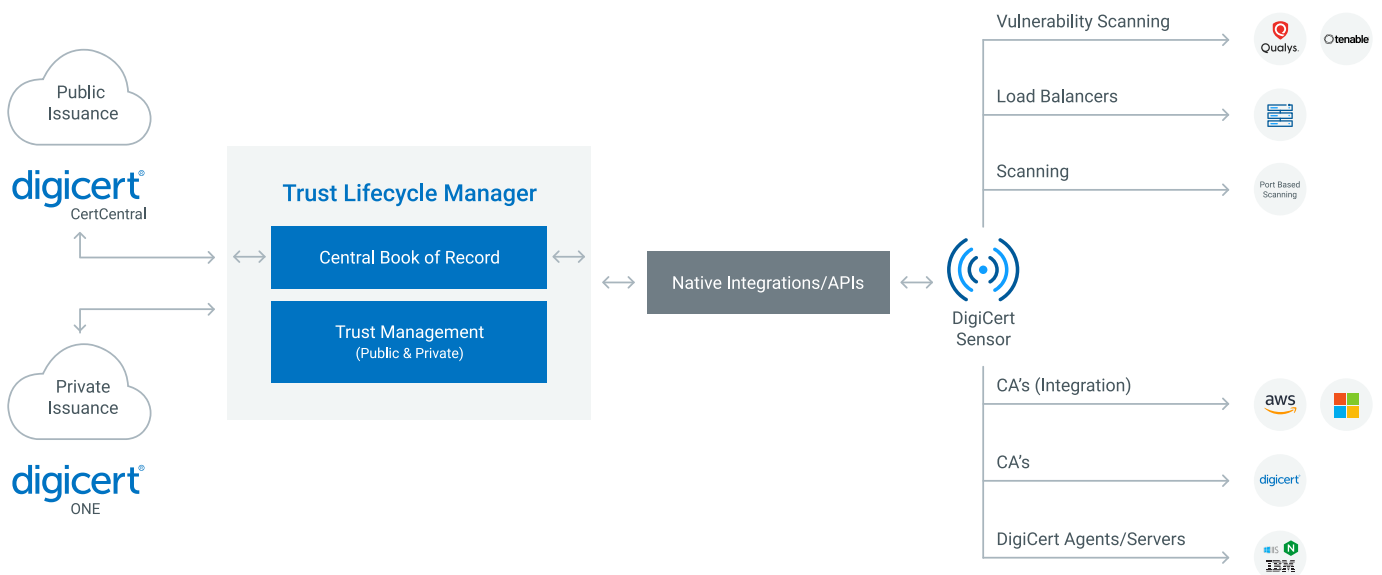 Public
Issuance
digicert®
CertCentral
Private
Issuance
digicert®
ONE
Trust Lifecycle Manager
Central Book of Record
Trust Management
(Public & Private)
Native Integrations/APIs
DigiCert
Sensor
Vulnerability Scanning
Qualys.
tenable
Load Balancers
Scanning
Port Based
Scanning
CA's (Integration)
aws
CA's
digicert®
DigiCert Agents/Servers
IIS N
IBM